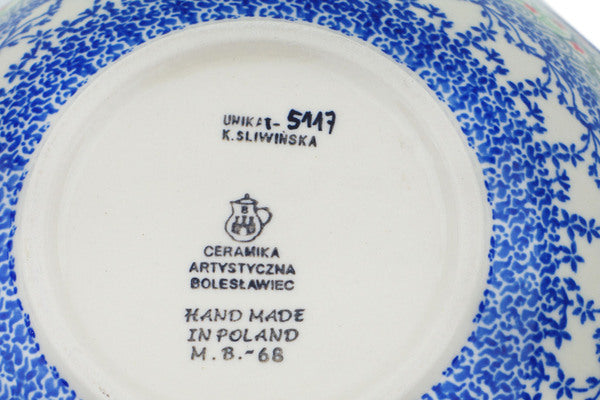 UNIKAT-5117
K.SLIWIŃSKA
B
CERAMIKA
ARTYSTYCZNA
BOLESŁAWIEC
HAND MADE
IN POLAND
M.B.-68